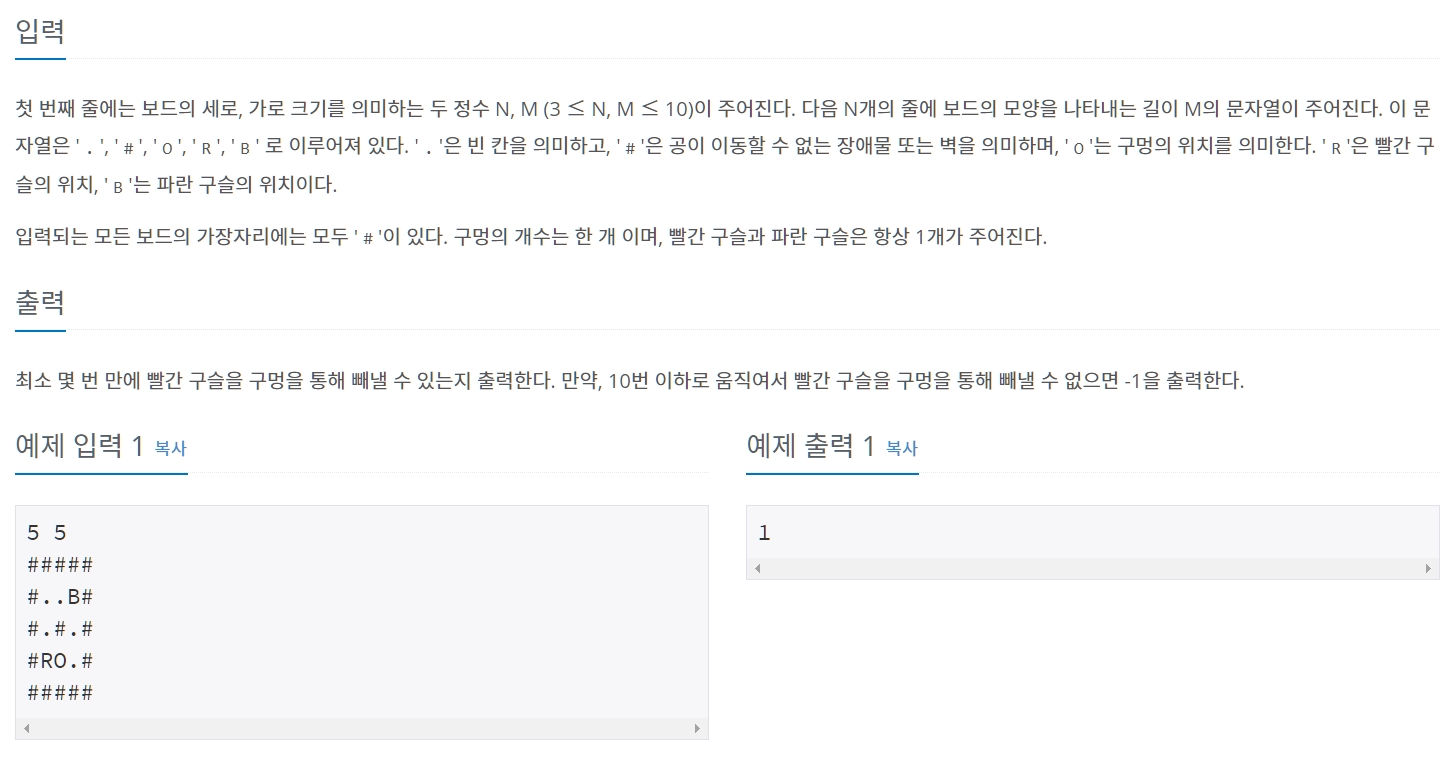 입력
첫 번째 줄에는 보드의 세로, 가로 크기를 의미하는 두 정수 N, M (3 ≤ N, M ≤ 10)이 주어진다. 다음 N개의 줄에 보드의 모양을 나타내는 길이 M의 문자열이 주어진다. 이 문
자열은 '.', '#', 'O', 'R', 'B' 로 이루어져 있다. '.'은 빈 칸을 의미하고, '#'은 공이 이동할 수 없는 장애물 또는 벽을 의미하며, 'O'는 구멍의 위치를 의미한다. 'R'은 빨간 구
슬의 위치, 'B'는 파란 구슬의 위치이다.
입력되는 모든 보드의 가장자리에는 모두 '#'이 있다. 구멍의 개수는 한 개 이며, 빨간 구슬과 파란 구슬은 항상 1개가 주어진다.
출력
최소 몇 번 만에 빨간 구슬을 구멍을 통해 빼낼 수 있는지 출력한다. 만약, 10번 이하로 움직여서 빨간 구슬을 구멍을 통해 빼낼 수 없으면 -1을 출력한다.
예제 입력 1 복사
5 5
#####
#..B#
#.#.#
#RO.#
#####
예제 출력 1 복사
1